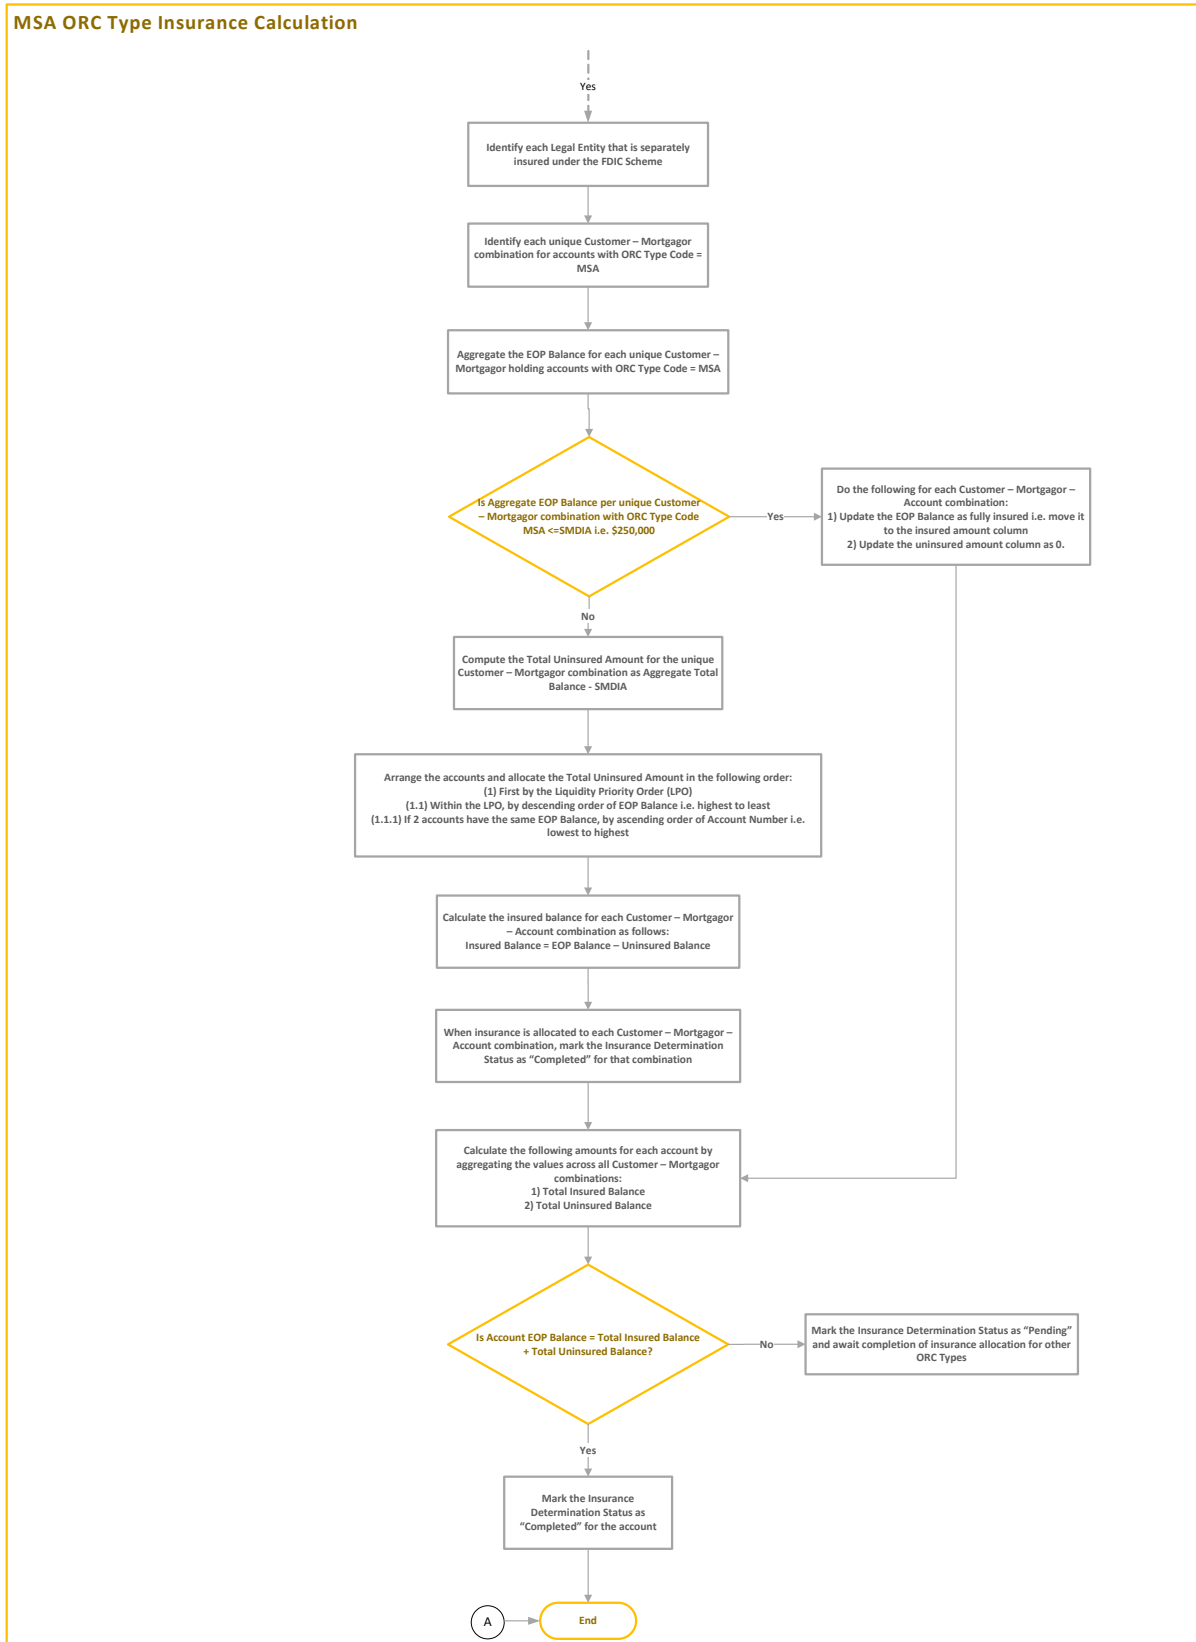 MSA ORC Type Insurance Calculation
Yes
Identify each Legal Entity that is separately
insured under the FDIC Scheme
Identify each unique Customer – Mortgagor
combination for accounts with ORC Type Code =
MSA
Aggregate the EOP Balance for each unique Customer –
Mortgagor holding accounts with ORC Type Code = MSA
Is Aggregate EOP Balance per unique Customer
– Mortgagor combination with ORC Type Code
MSA <=SMDIA i.e. $250,000
Yes
Do the following for each Customer – Mortgagor –
Account combination:
1) Update the EOP Balance as fully insured i.e. move it
to the insured amount column
2) Update the uninsured amount column as 0.
No
Compute the Total Uninsured Amount for the unique
Customer – Mortgagor combination as Aggregate Total
Balance - SMDIA
Arrange the accounts and allocate the Total Uninsured Amount in the following order:
(1) First by the Liquidity Priority Order (LPO)
(1.1) Within the LPO, by descending order of EOP Balance i.e. highest to least
(1.1.1) If 2 accounts have the same EOP Balance, by ascending order of Account Number i.e.
lowest to highest
Calculate the insured balance for each Customer – Mortgagor
– Account combination as follows:
Insured Balance = EOP Balance – Uninsured Balance
When insurance is allocated to each Customer – Mortgagor –
Account combination, mark the Insurance Determination
Status as “Completed” for that combination
Calculate the following amounts for each account by
aggregating the values across all Customer – Mortgagor
combinations:
1) Total Insured Balance
2) Total Uninsured Balance
Is Account EOP Balance = Total Insured Balance
+ Total Uninsured Balance?
No
Mark the Insurance Determination Status as “Pending”
and await completion of insurance allocation for other
ORC Types
Yes
Mark the Insurance
Determination Status as
“Completed” for the account
A
End